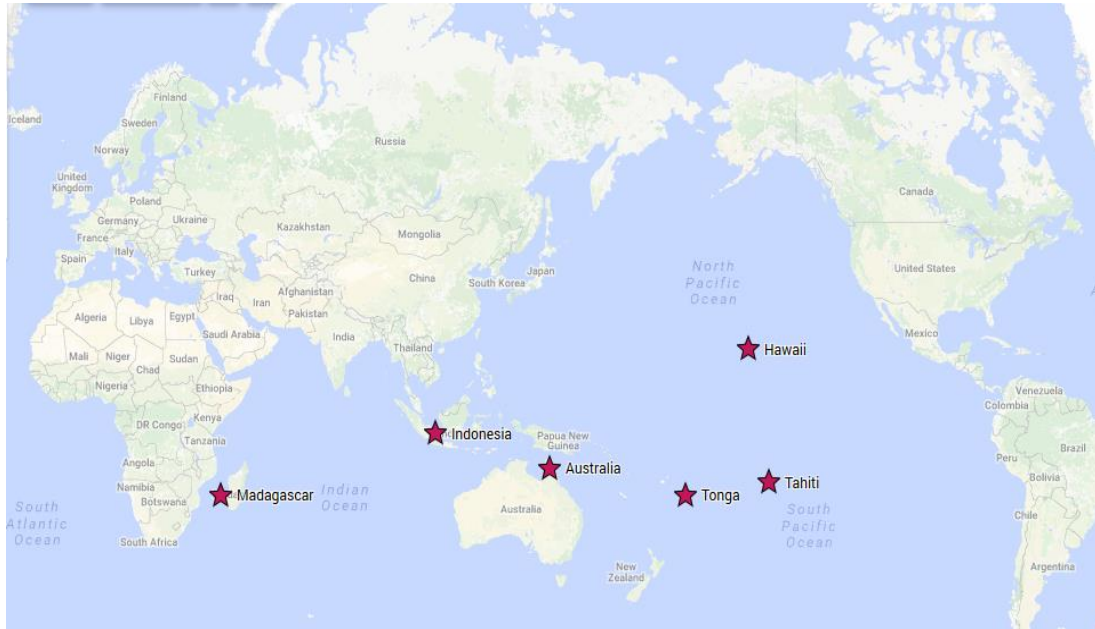 Iceland
Finland
Sweden
Norway
Russia
United
Kingdom
Poland
Germany
Ukraine
France
Italy
Spain
Turkey
Kazakhstan
Mongolia
China
South Korea
Japan
Iraq
Iran
Afghanistan
Pakistan
Algeria
Libya
Egypt
Saudi Arabia
India
Thailand
Mali
Niger
Chad
Sudan
Nigeria
Ethiopia
DR Congo
Kenya
Tanzania
Angola
Namibia
Botswana
South Africa
South
Atlantic
Ocean
Madagascar
Indian
Ocean
Indonesia
Papua New
Guinea
Australia
Australia
New
Zealand
Tonga
Tahiti
South
Pacific
Ocean
Hawaii
North
Pacific
Ocean
Canada
United States
Mexico
Venezuela
Colombia
Peru
Brazil
Bolivia
Chile
Argentina